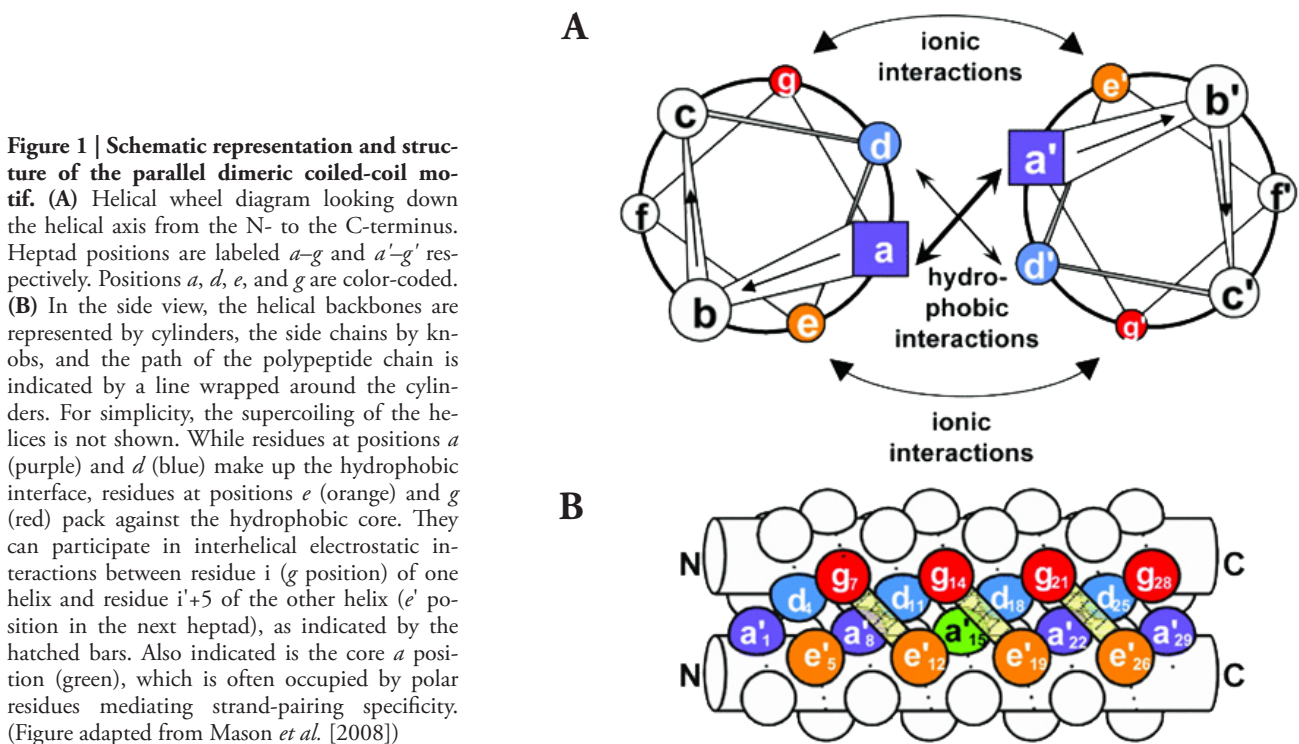 Figure 1 | Schematic representation and struc-
ture of the parallel dimeric coiled-coil mo-
tif. (A) Helical wheel diagram looking down
the helical axis from the N- to the C-terminus.
Heptad positions are labeled a–g and a'–g' res-
pectively. Positions a, d, e, and g are color-coded.
(B) In the side view, the helical backbones are
represented by cylinders, the side chains by kn-
obs, and the path of the polypeptide chain is
indicated by a line wrapped around the cylin-
ders. For simplicity, the supercoiling of the he-
lices is not shown. While residues at positions a
(purple) and d (blue) make up the hydrophobic
interface, residues at positions e (orange) and g
(red) pack against the hydrophobic core. They
can participate in interhelical electrostatic in-
teractions between residue i (g position) of one
helix and residue i'+5 of the other helix (e' po-
sition in the next heptad), as indicated by the
hatched bars. Also indicated is the core a posi-
tion (green), which is often occupied by polar
residues mediating strand-pairing specificity.
(Figure adapted from Mason et al. [2008])
A
ionic
interactions
g
c
d
f
a
b
e
e'
b'
a'
f'
d'
c'
g'
hydro-
phobic
interactions
ionic
interactions
B
N
C
g7 g14 g21 g28
d4 d11 d18 d25
a'1 a'8 a'15 a'22 a'29
e'5 e'12 e'19 e'26
N
C